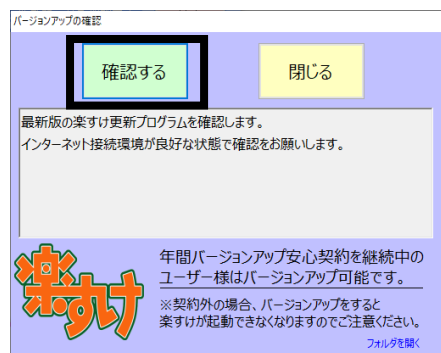 バージョンアップの確認
確認する
閉じる
最新版の楽すけ更新プログラムを確認します。
インターネット接続環境が良好な状態で確認をお願いします。
楽すけ
年間バージョンアップ安心契約を継続中の
ユーザー様はバージョンアップ可能です。
※契約外の場合、バージョンアップをすると
楽すけが起動できなくなりますのでご注意ください。
フォルダを開く